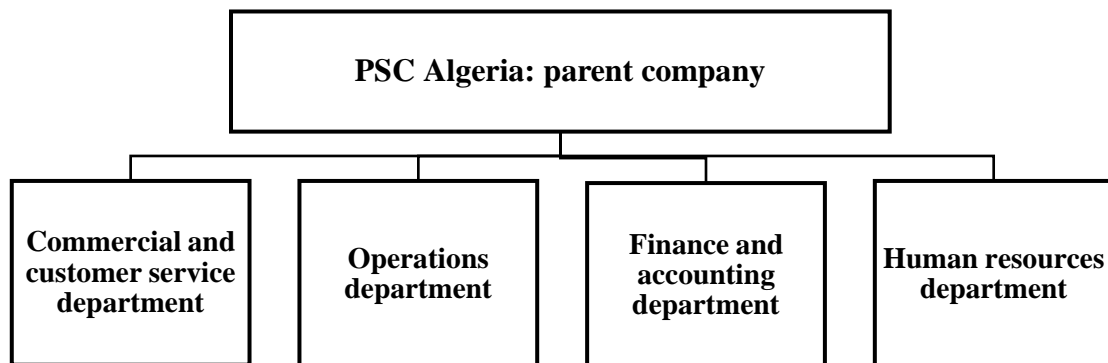 PSC Algeria: parent company
Commercial and
customer service
department
Operations
department
Finance and
accounting
department
Human resources
department